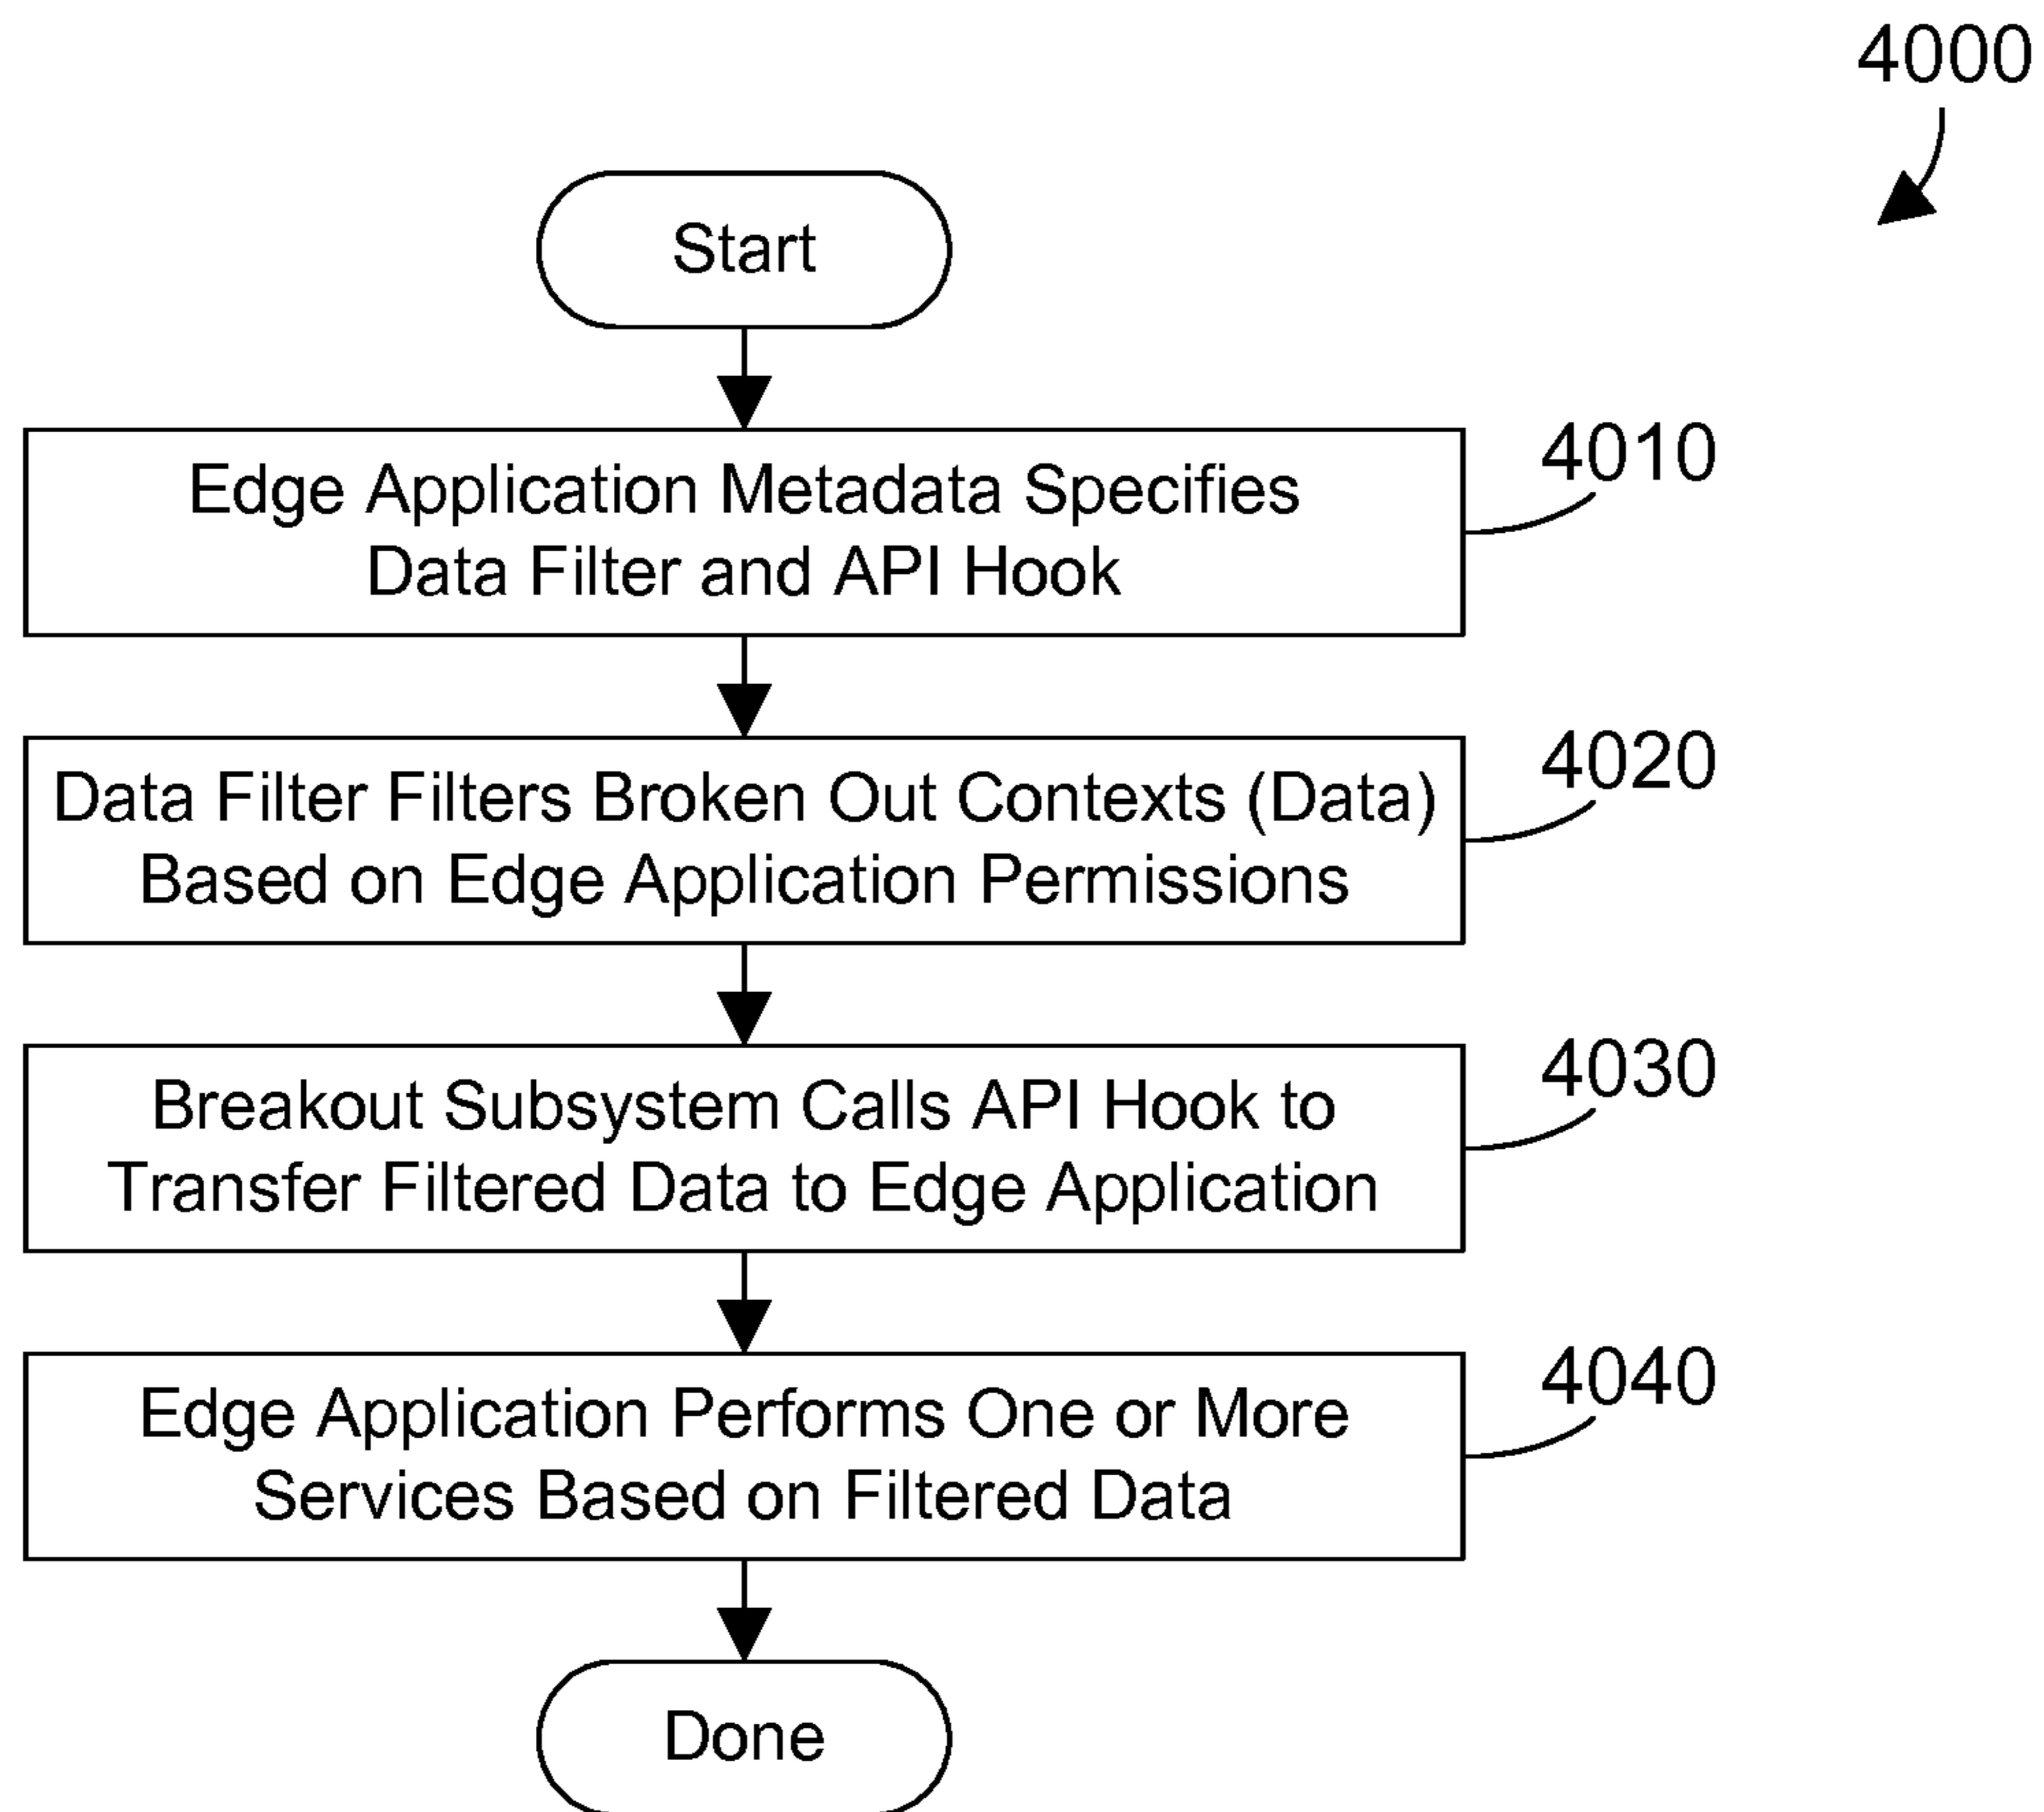 4000
Start
Edge Application Metadata Specifies
Data Filter and API Hook
4010
Data Filter Filters Broken Out Contexts (Data)
Based on Edge Application Permissions
4020
Breakout Subsystem Calls API Hook to
Transfer Filtered Data to Edge Application
4030
Edge Application Performs One or More
Services Based on Filtered Data
4040
Done